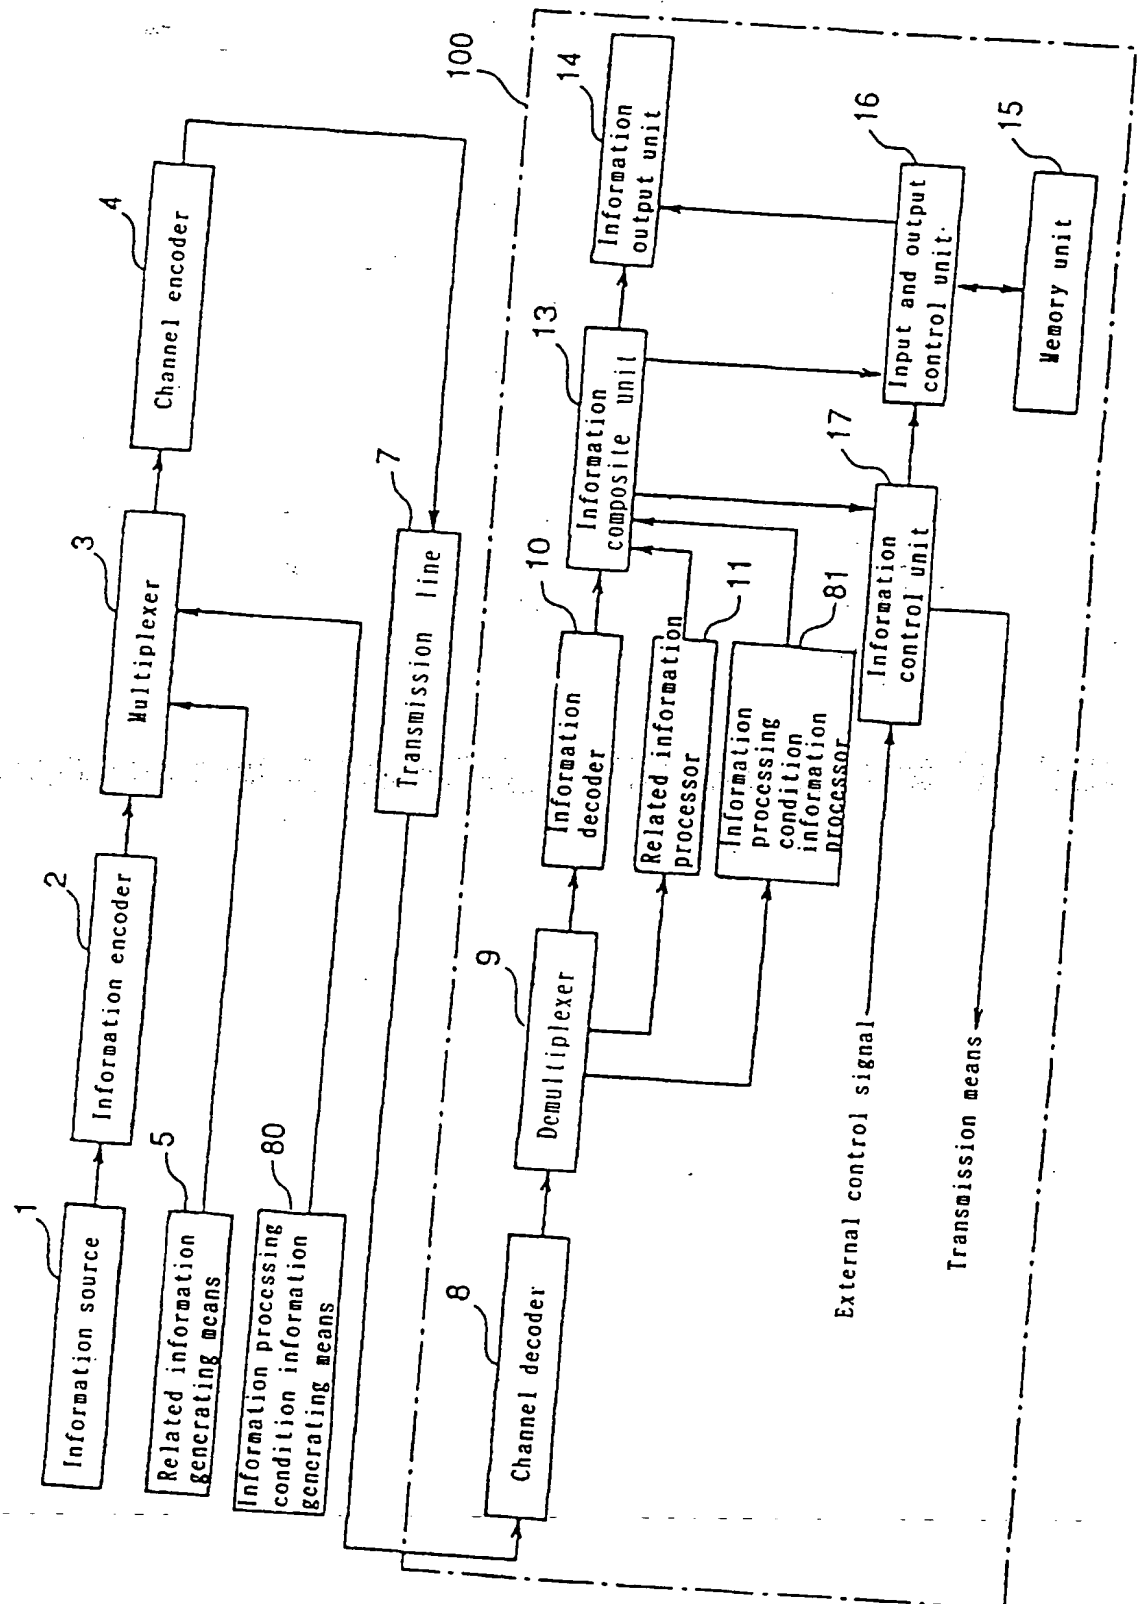 1
Information source
2
Information encoder
3
Multiplexer
4
Channel encoder
5
Related information
generating means
80
Information processing
condition information
generating means
7
Transmission line
100
8
Channel decoder
9
Demultiplexer
10
Information
decoder
11
Related information
processor
81
Information
processing
condition
information
processor
13
Information
composite unit
14
Information
output unit
17
Information
control unit
16
Input and output
control unit
15
Memory unit
External control signal
Transmission means